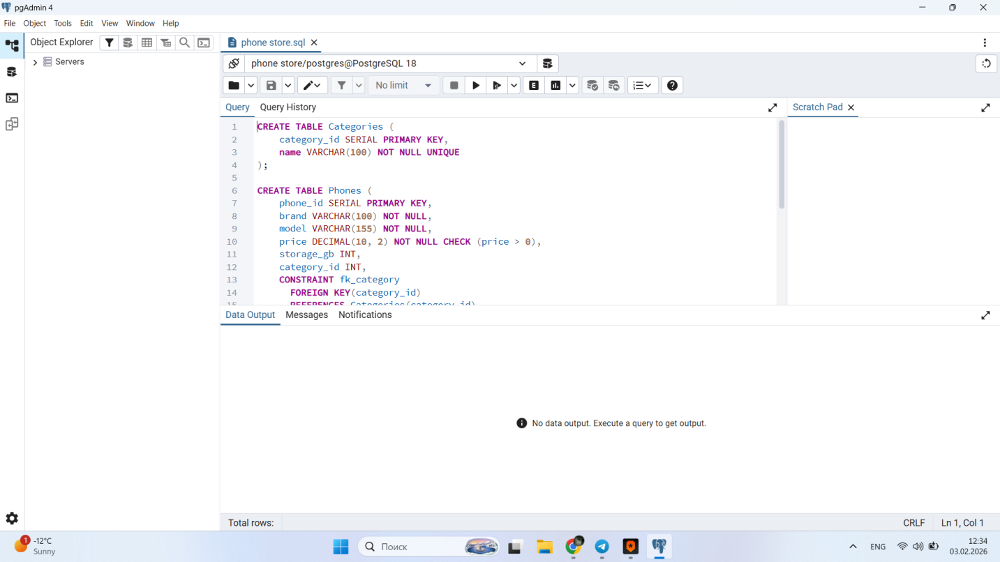 pgAdmin 4
File Object Tools Edit View Window Help
Object Explorer
Servers
phone store.sql
phone store/postgres@PostgreSQL 18
No limit
E
Query Query History
Scratch Pad
1 CREATE TABLE Categories (
2 category_id SERIAL PRIMARY KEY,
3 name VARCHAR(100) NOT NULL UNIQUE
4 );
5
6 CREATE TABLE Phones (
7 phone_id SERIAL PRIMARY KEY,
8 brand VARCHAR(100) NOT NULL,
9 model VARCHAR(155) NOT NULL,
10 price DECIMAL(10, 2) NOT NULL CHECK (price > 0),
11 storage_gb INT,
12 category_id INT,
13 CONSTRAINT fk_category
14 FOREIGN KEY(category_id)
15 REFERENCES Categories(category_id)
Data Output Messages Notifications
No data output. Execute a query to get output.
Total rows:
CRLF Ln 1, Col 1
1
-12°C
Sunny
Поиск
ENG
12:34
03.02.2026